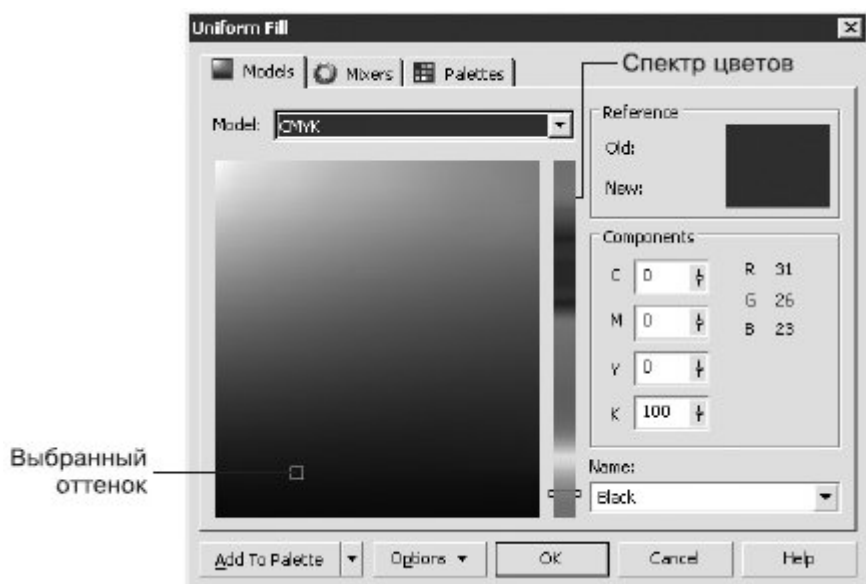 Uniform Fill
Models Mixers Palettes
Спектр цветов
Model: CMYK
Reference
Old:
New:
Components
C 0 R 31
G 26
M 0 B 23
Y 0
K 100
Выбранный
оттенок
Name:
Black
Add To Palette Options OK Cancel Help